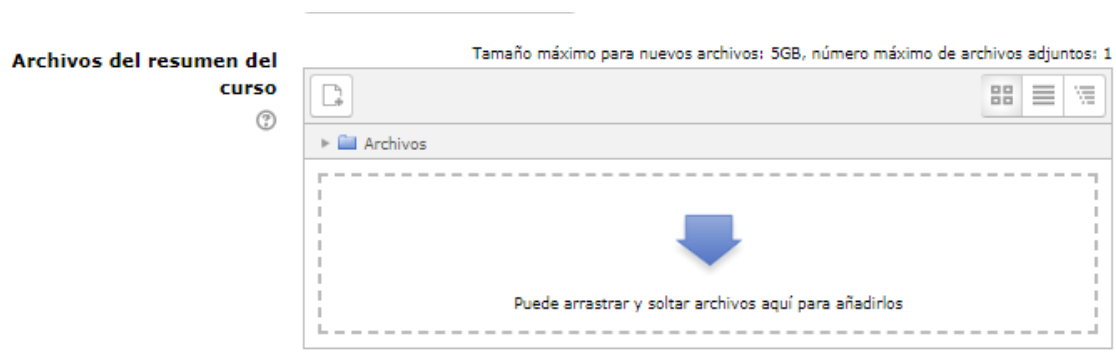 Archivos del resumen del
curso
Tamaño máximo para nuevos archivos: 5GB, número máximo de archivos adjuntos: 1
Archivos
Puede arrastrar y soltar archivos aquí para añadirlos